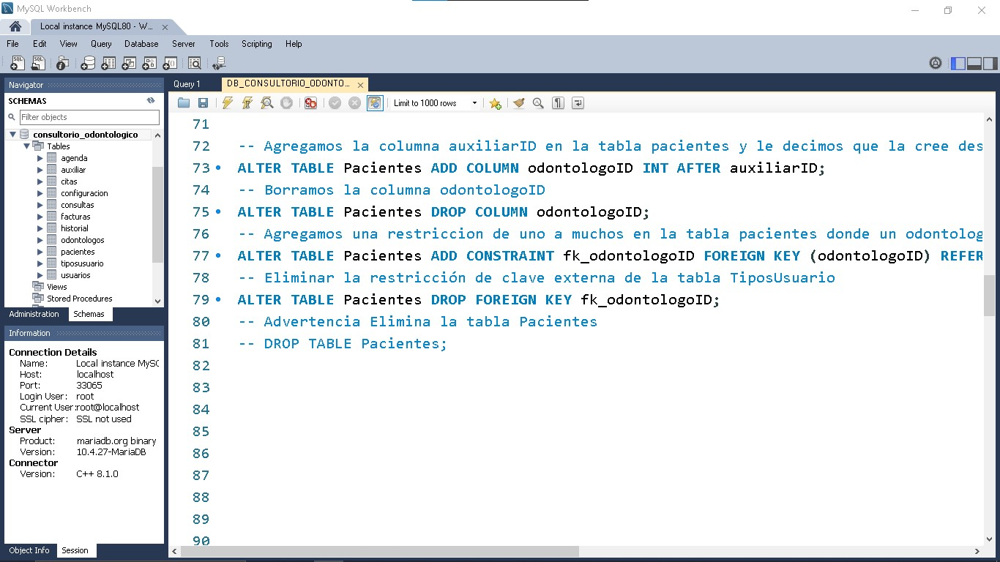 MySQL Workbench
Local instance MySQL80 - W...
File Edit View Query Database Server Tools Scripting Help
Navigator
SCHEMAS
Filter objects
consultorio_odontologico
Tables
agenda
auxiliar
citas
configuracion
consultas
facturas
historial
odontologos
pacientes
tiposusuario
usuarios
Views
Stored Procedures
Administration Schemas
Information
Connection Details
Name: Local instance MySQ
Host: localhost
Port: 33065
Login User: root
Current User: root@localhost
SSL cipher: SSL not used
Server
Product: mariadb.org binary
Version: 10.4.27-MariaDB
Connector
Version: C++ 8.1.0
Object Info Session
Query 1 DB_CONSULTORIO_ODONTO...
Limit to 1000 rows
71
72 -- Agregamos la columna auxiliarID en la tabla pacientes y le decimos que la cree des
73 ALTER TABLE Pacientes ADD COLUMN odontologoID INT AFTER auxiliarID;
74 -- Borramos la columna odontologoID
75 ALTER TABLE Pacientes DROP COLUMN odontologoID;
76 -- Agregamos una restriccion de uno a muchos en la tabla pacientes donde un odontolog
77 ALTER TABLE Pacientes ADD CONSTRAINT fk_odontologoID FOREIGN KEY (odontologoID) REFER
78 -- Eliminar la restricción de clave externa de la tabla TiposUsuario
79 ALTER TABLE Pacientes DROP FOREIGN KEY fk_odontologoID;
80 -- Advertencia Elimina la tabla Pacientes
81 -- DROP TABLE Pacientes;
82
83
84
85
86
87
88
89
90